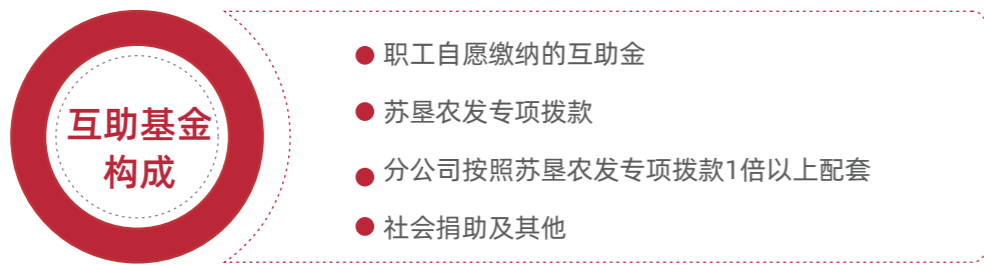 互助基金
构成
职工自愿缴纳的互助金
苏垦农发专项拨款
分公司按照苏垦农发专项拨款1倍以上配套
社会捐助及其他